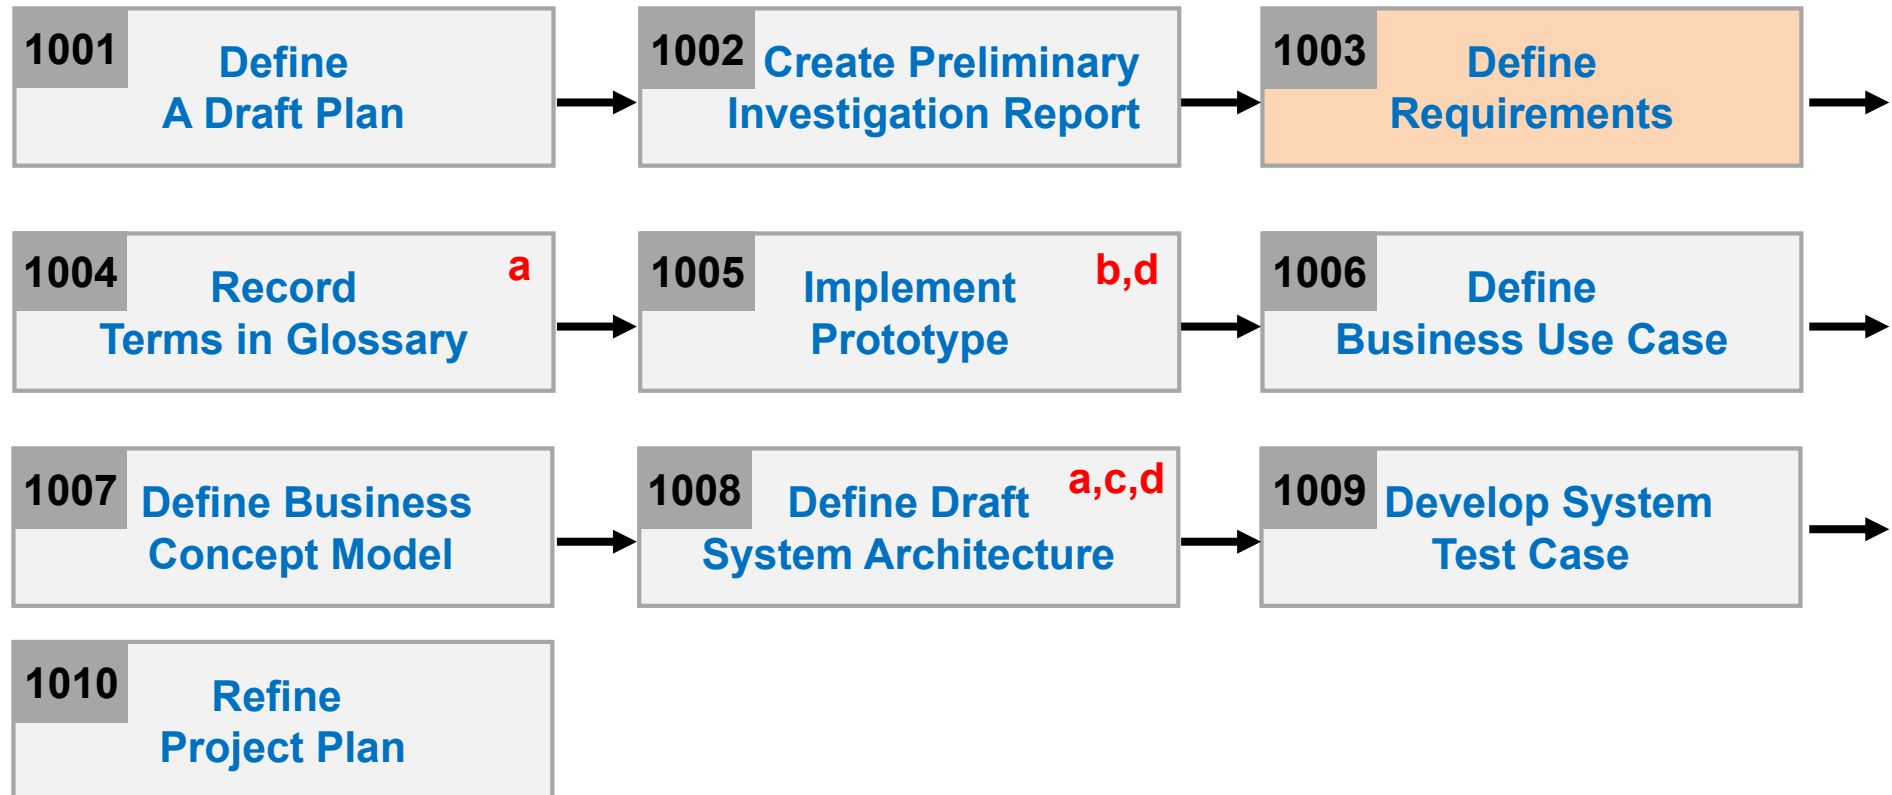 1001
Define
A Draft Plan
1002
Create Preliminary
Investigation Report
1003
Define
Requirements
1004
Record
Terms in Glossary
a
1005
Implement
Prototype
b,d
1006
Define
Business Use Case
1007
Define Business
Concept Model
1008
Define Draft
System Architecture
a,c,d
1009
Develop System
Test Case
1010
Refine
Project Plan